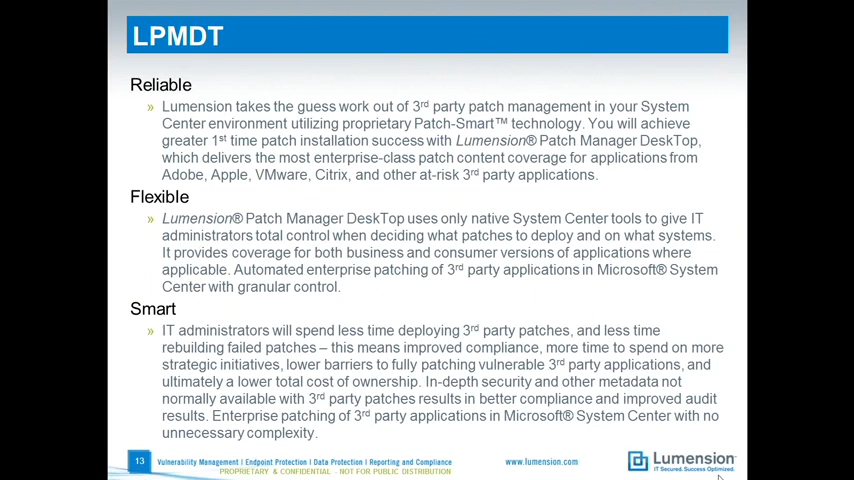 LPMDT
Reliable
» Lumension takes the guess work out of 3rd party patch management in your System
Center environment utilizing proprietary Patch-Smart™ technology. You will achieve
greater 1st time patch installation success with Lumension® Patch Manager DeskTop,
which delivers the most enterprise-class patch content coverage for applications from
Adobe, Apple, VMware, Citrix, and other at-risk 3rd party applications.
Flexible
» Lumension® Patch Manager DeskTop uses only native System Center tools to give IT
administrators total control when deciding what patches to deploy and on what systems.
It provides coverage for both business and consumer versions of applications where
applicable. Automated enterprise patching of 3rd party applications in Microsoft® System
Center with granular control.
Smart
» IT administrators will spend less time deploying 3rd party patches, and less time
rebuilding failed patches – this means improved compliance, more time to spend on more
strategic initiatives, lower barriers to fully patching vulnerable 3rd party applications, and
ultimately a lower total cost of ownership. In-depth security and other metadata not
normally available with 3rd party patches results in better compliance and improved audit
results. Enterprise patching of 3rd party applications in Microsoft® System Center with no
unnecessary complexity.
13 Vulnerability Management | Endpoint Protection | Data Protection | Reporting and Compliance www.lumension.com
PROPRIETARY & CONFIDENTIAL - NOT FOR PUBLIC DISTRIBUTION
Lumension™
IT Secured. Success Optimized.